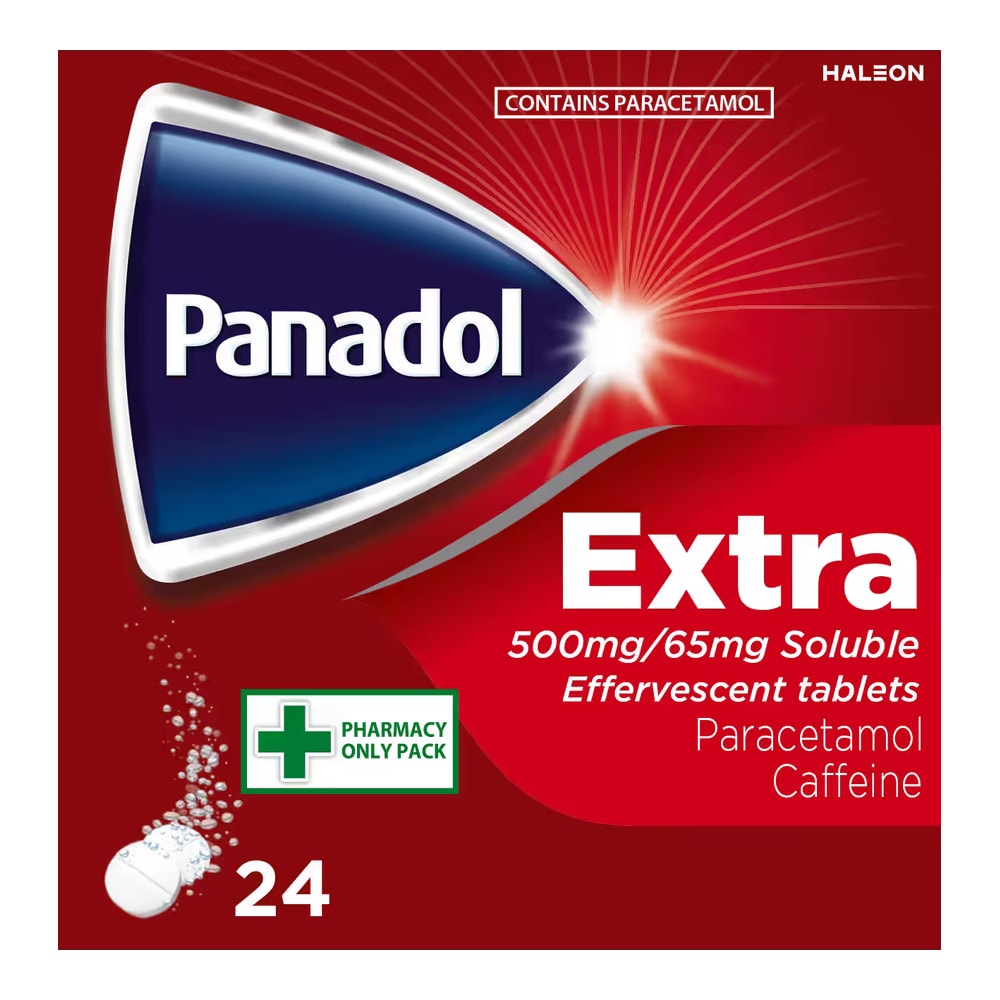 HALEON
CONTAINS PARACETAMOL
Panadol
Extra
500mg/65mg Soluble
Effervescent tablets
Paracetamol
Caffeine
PHARMACY
ONLY PACK
24